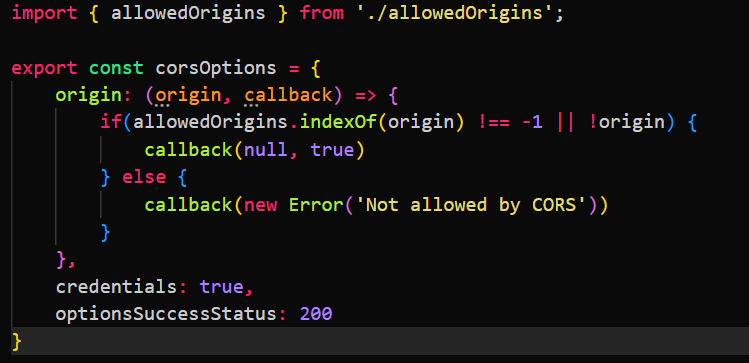 import { allowedOrigins } from './allowedOrigins';
export const corsOptions = {
origin: (origin, callback) => {
if(allowedOrigins.indexOf(origin) !== -1 || !origin) {
callback(null, true)
} else {
callback(new Error('Not allowed by CORS'))
}
},
credentials: true,
optionsSuccessStatus: 200
}